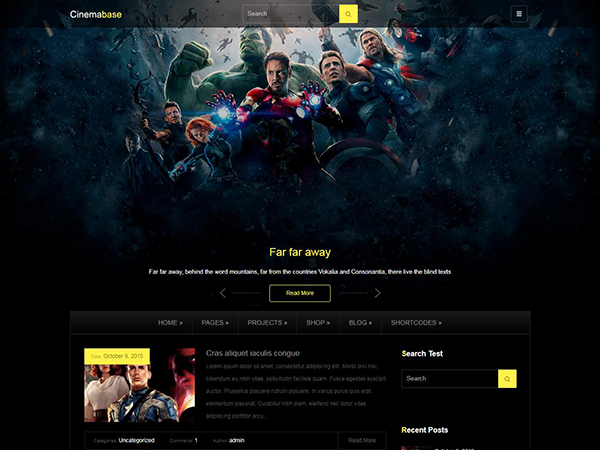 Cinemabase
Search
Far far away
Far far away, behind the word mountains, far from the countries Vokalia and Consonantia, there live the blind texts
Read More
HOME » PAGES » PROJECTS » SHOP » BLOG » SHORTCODES »
Date: October 9, 2015
Cras aliquet iaculis congue
Lorem ipsum dolor sit amet, consectetur adipiscing elit. Morbi orci nisi,
bibendum eu nibh vitae, sollicitudin facilisis quam. Fusce egestas suscipit
auctor. Phasellus posuere rutrum posuere. In varius purus quis erat
elementum placerat. Curabitur nibh diam, eleifend nec dolor vitae,
adipiscing porttitor arcu...
Categories: Uncategorized Comments: 1 Author: admin Read More
Search Test
Search
Recent Posts